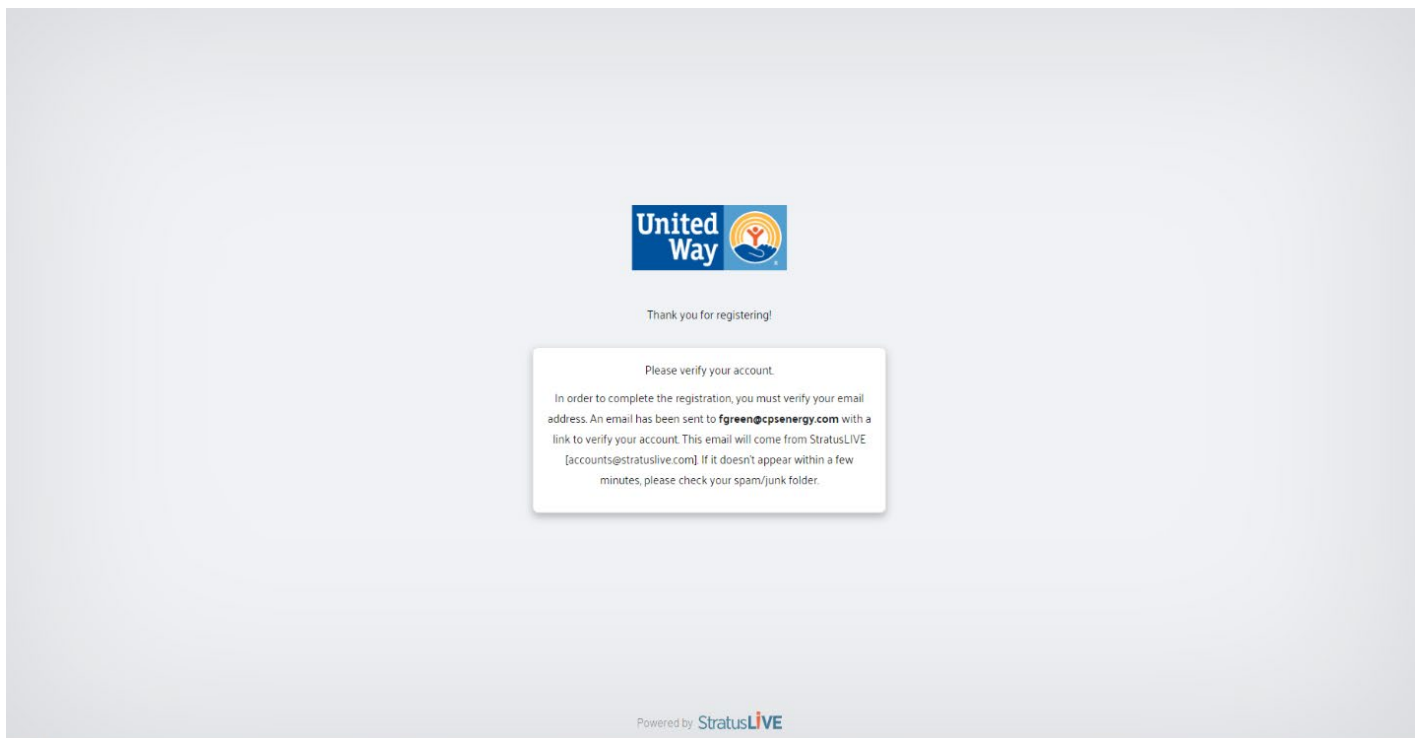 United
Way
Thank you for registering!
Please verify your account.
In order to complete the registration, you must verify your email
address. An email has been sent to fgreen@cpsenergy.com with a
link to verify your account. This email will come from StratusLIVE
[accounts@stratuslive.com]. If it doesn't appear within a few
minutes, please check your spam/junk folder.
Powered by StratusLIVE